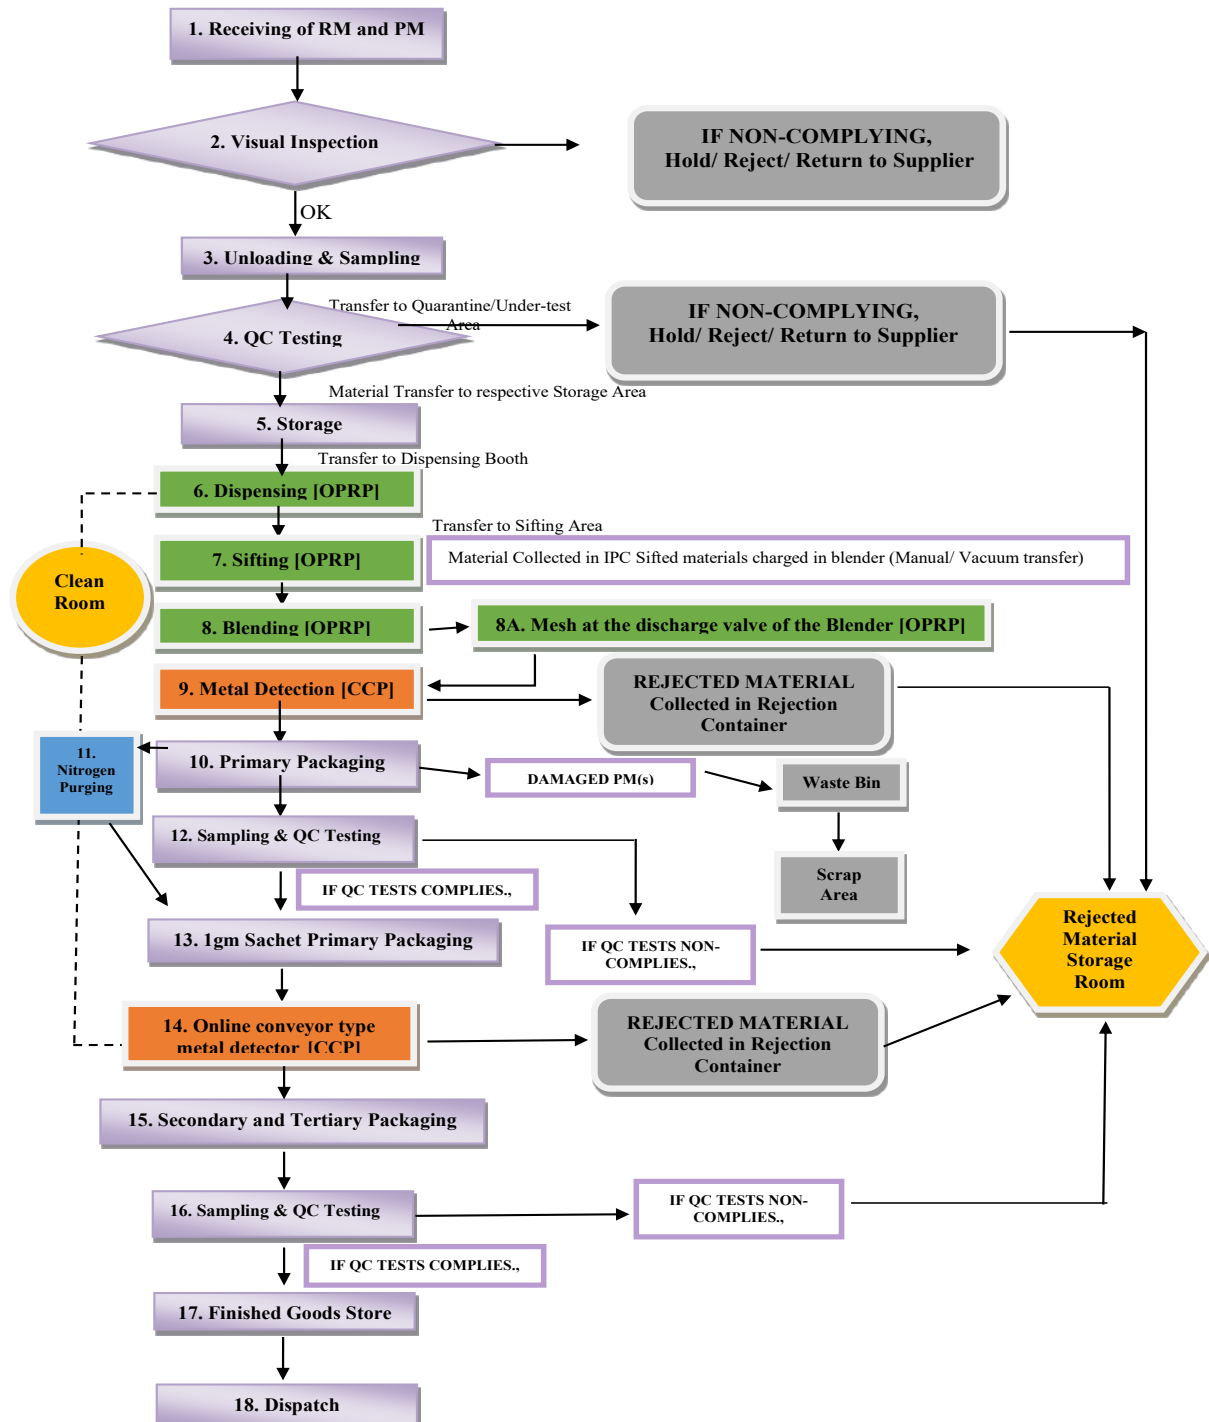 1. Receiving of RM and PM
2. Visual Inspection
IF NON-COMPLYING,
Hold/ Reject/ Return to Supplier
OK
3. Unloading & Sampling
Transfer to Quarantine/Under-test
Area
4. QC Testing
IF NON-COMPLYING,
Hold/ Reject/ Return to Supplier
Material Transfer to respective Storage Area
5. Storage
Transfer to Dispensing Booth
6. Dispensing [OPRP]
Transfer to Sifting Area
7. Sifting [OPRP]
Material Collected in IPC Sifted materials charged in blender (Manual/ Vacuum transfer)
Clean
Room
8. Blending [OPRP]
8A. Mesh at the discharge valve of the Blender [OPRP]
9. Metal Detection [CCP]
REJECTED MATERIAL
Collected in Rejection
Container
11.
Nitrogen
Purging
10. Primary Packaging
DAMAGED PM(s)
Waste Bin
12. Sampling & QC Testing
IF QC TESTS COMPLIES.,
Scrap
Area
13. 1gm Sachet Primary Packaging
IF QC TESTS NON-
COMPLIES.,
Rejected
Material
Storage
Room
14. Online conveyor type
metal detector [CCP]
REJECTED MATERIAL
Collected in Rejection
Container
15. Secondary and Tertiary Packaging
16. Sampling & QC Testing
IF QC TESTS NON-
COMPLIES.,
IF QC TESTS COMPLIES.,
17. Finished Goods Store
18. Dispatch